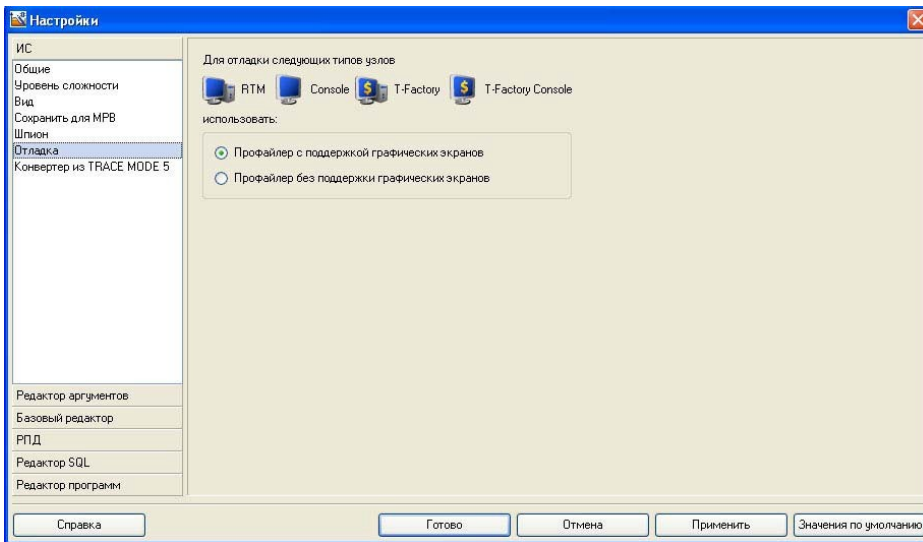 Настройки
ИС
Общие
Уровень сложности
Вид
Сохранить для МРВ
Шпион
Отладка
Конвертер из TRACE MODE 5
Редактор аргументов
Базовый редактор
РПД
Редактор SQL
Редактор программ
Для отладки следующих типов узлов
RTM Console T-Factory T-Factory Console
использовать:
Профайлер с поддержкой графических экранов
Профайлер без поддержки графических экранов
Справка Готово Отмена Применить Значения по умолчанию